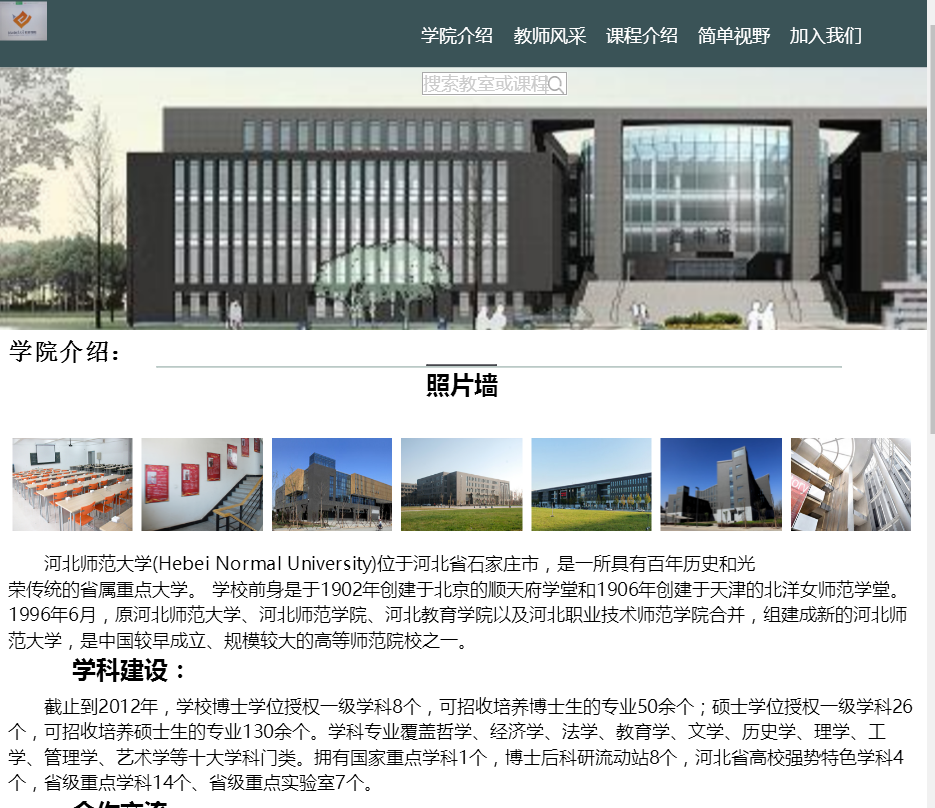 学院介绍 教师风采 课程介绍 简单视野 加入我们
搜索教室或课程
图书馆
学院介绍：
照片墙
河北师范大学(Hebei Normal University)位于河北省石家庄市，是一所具有百年历史和光
荣传统的省属重点大学。 学校前身是于1902年创建于北京的顺天府学堂和1906年创建于天津的北洋女师范学堂。
1996年6月，原河北师范大学、河北师范学院、河北教育学院以及河北职业技术师范学院合并，组建成新的河北师
范大学，是中国较早成立、规模较大的高等师范院校之一。
学科建设：
截止到2012年，学校博士学位授权一级学科8个，可招收培养博士生的专业50余个；硕士学位授权一级学科26
个，可招收培养硕士生的专业130余个。学科专业覆盖哲学、经济学、法学、教育学、文学、历史学、理学、工
学、管理学、艺术学等十大学科门类。拥有国家重点学科1个，博士后科研流动站8个，河北省高校强势特色学科4
个，省级重点学科14个、省级重点实验室7个。